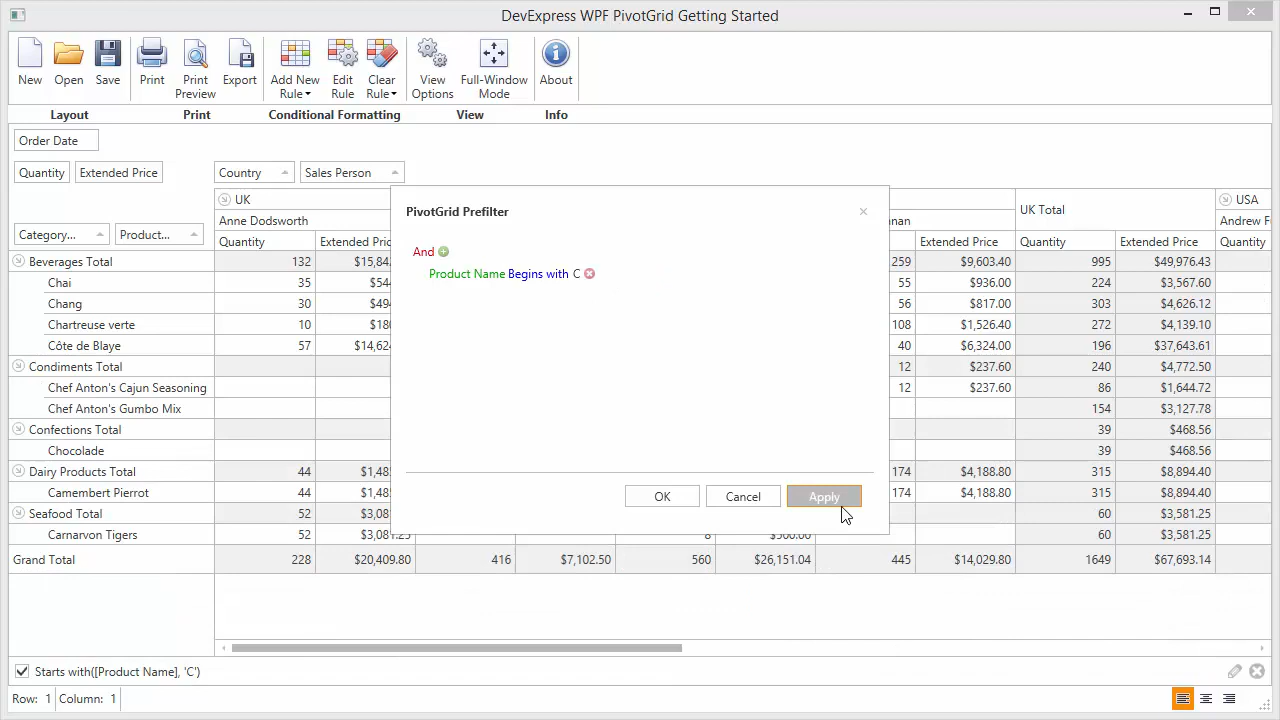 DevExpress WPF PivotGrid Getting Started
New Open Save Print Print Preview Export Add New Rule Edit Rule Clear Rule View Options Full-Window Mode About
Layout Print Conditional Formatting View Info
Order Date
Quantity Extended Price Country Sales Person
UK UK Total USA
Anne Dodsworth nan Andrew F
Category... Product... Quantity Extended Pric Extended Price Quantity Extended Price Quantity
PivotGrid Prefilter
And
Product Name Begins with C
OK Cancel Apply
Beverages Total 132 $15,84 259 $9,603.40 995 $49,976.43
Chai 35 $54 55 $936.00 224 $3,567.60
Chang 30 $49 56 $817.00 303 $4,626.12
Chartreuse verte 10 $18 108 $1,526.40 272 $4,139.10
Côte de Blaye 57 $14,62 40 $6,324.00 196 $37,643.61
Condiments Total 12 $237.60 240 $4,772.50
Chef Anton's Cajun Seasoning 12 $237.60 86 $1,644.72
Chef Anton's Gumbo Mix 154 $3,127.78
Confections Total 39 $468.56
Chocolade 39 $468.56
Dairy Products Total 44 $1,48 174 $4,188.80 315 $8,894.40
Camembert Pierrot 44 $1,48 174 $4,188.80 315 $8,894.40
Seafood Total 52 $3,08 60 $3,581.25
Carnarvon Tigers 52 $3,081.25 8 $500.00 60 $3,581.25
Grand Total 228 $20,409.80 416 $7,102.50 560 $26,151.04 445 $14,029.80 1649 $67,693.14
Starts with([Product Name], 'C')
Row: 1 Column: 1